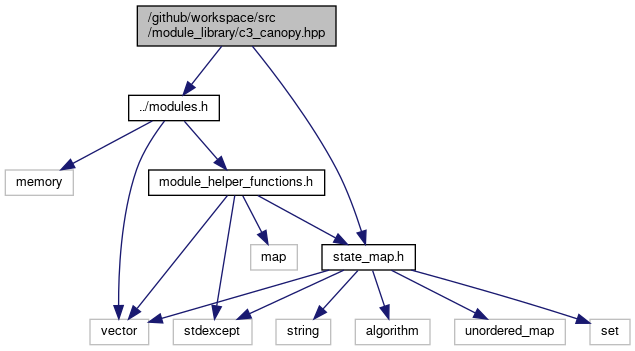 /github/workspace/src
/module_library/c3_canopy.hpp
../modules.h
memory
module_helper_functions.h
map
state_map.h
vector
stdexcept
string
algorithm
unordered_map
set